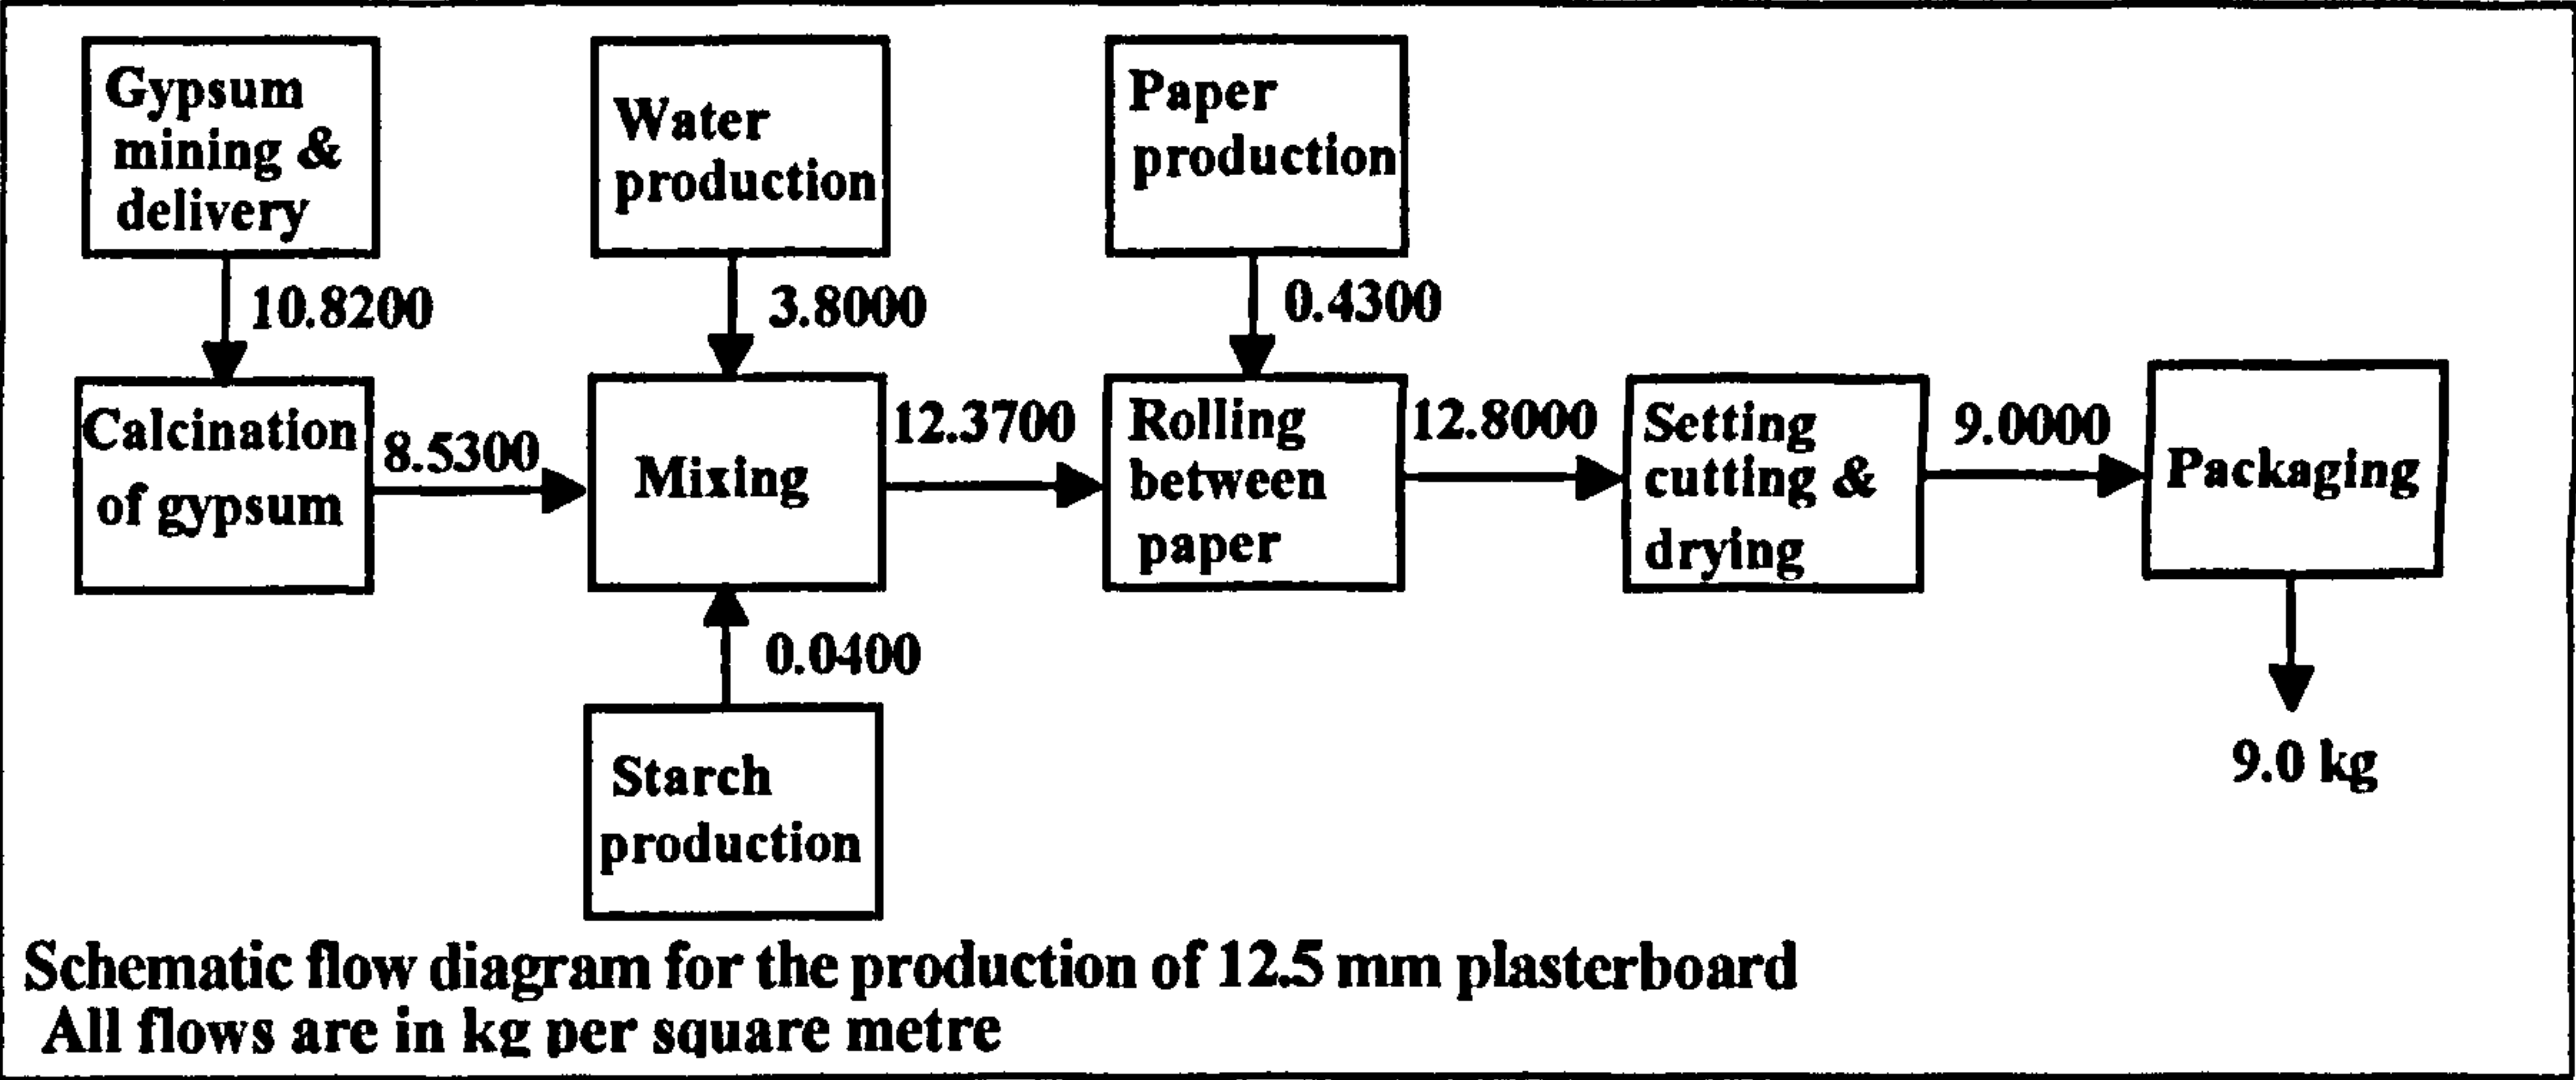 Gypsum
mining &
delivery
Water
production
Paper
production
10.8200
3.8000
0.4300
Calcination
of gypsum
8.5300
Mixing
12.3700
Rolling
between
paper
12.8000
Setting
cutting &
drying
9.0000
Packaging
0.0400
9.0 kg
Starch
production
Schematic flow diagram for the production of 12.5 mm plasterboard
All flows are in kg per square metre